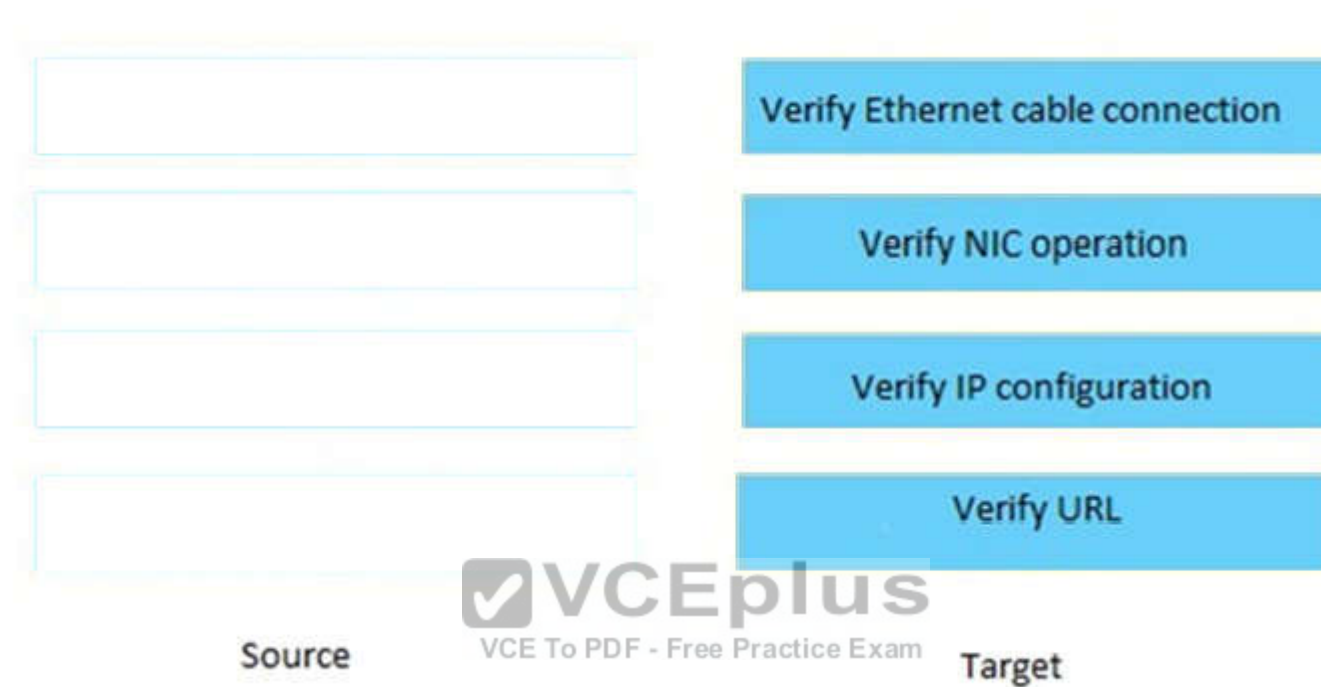 Verify Ethernet cable connection
Verify NIC operation
Verify IP configuration
Verify URL
VCEplus
VCE To PDF - Free Practice Exam
Source
Target